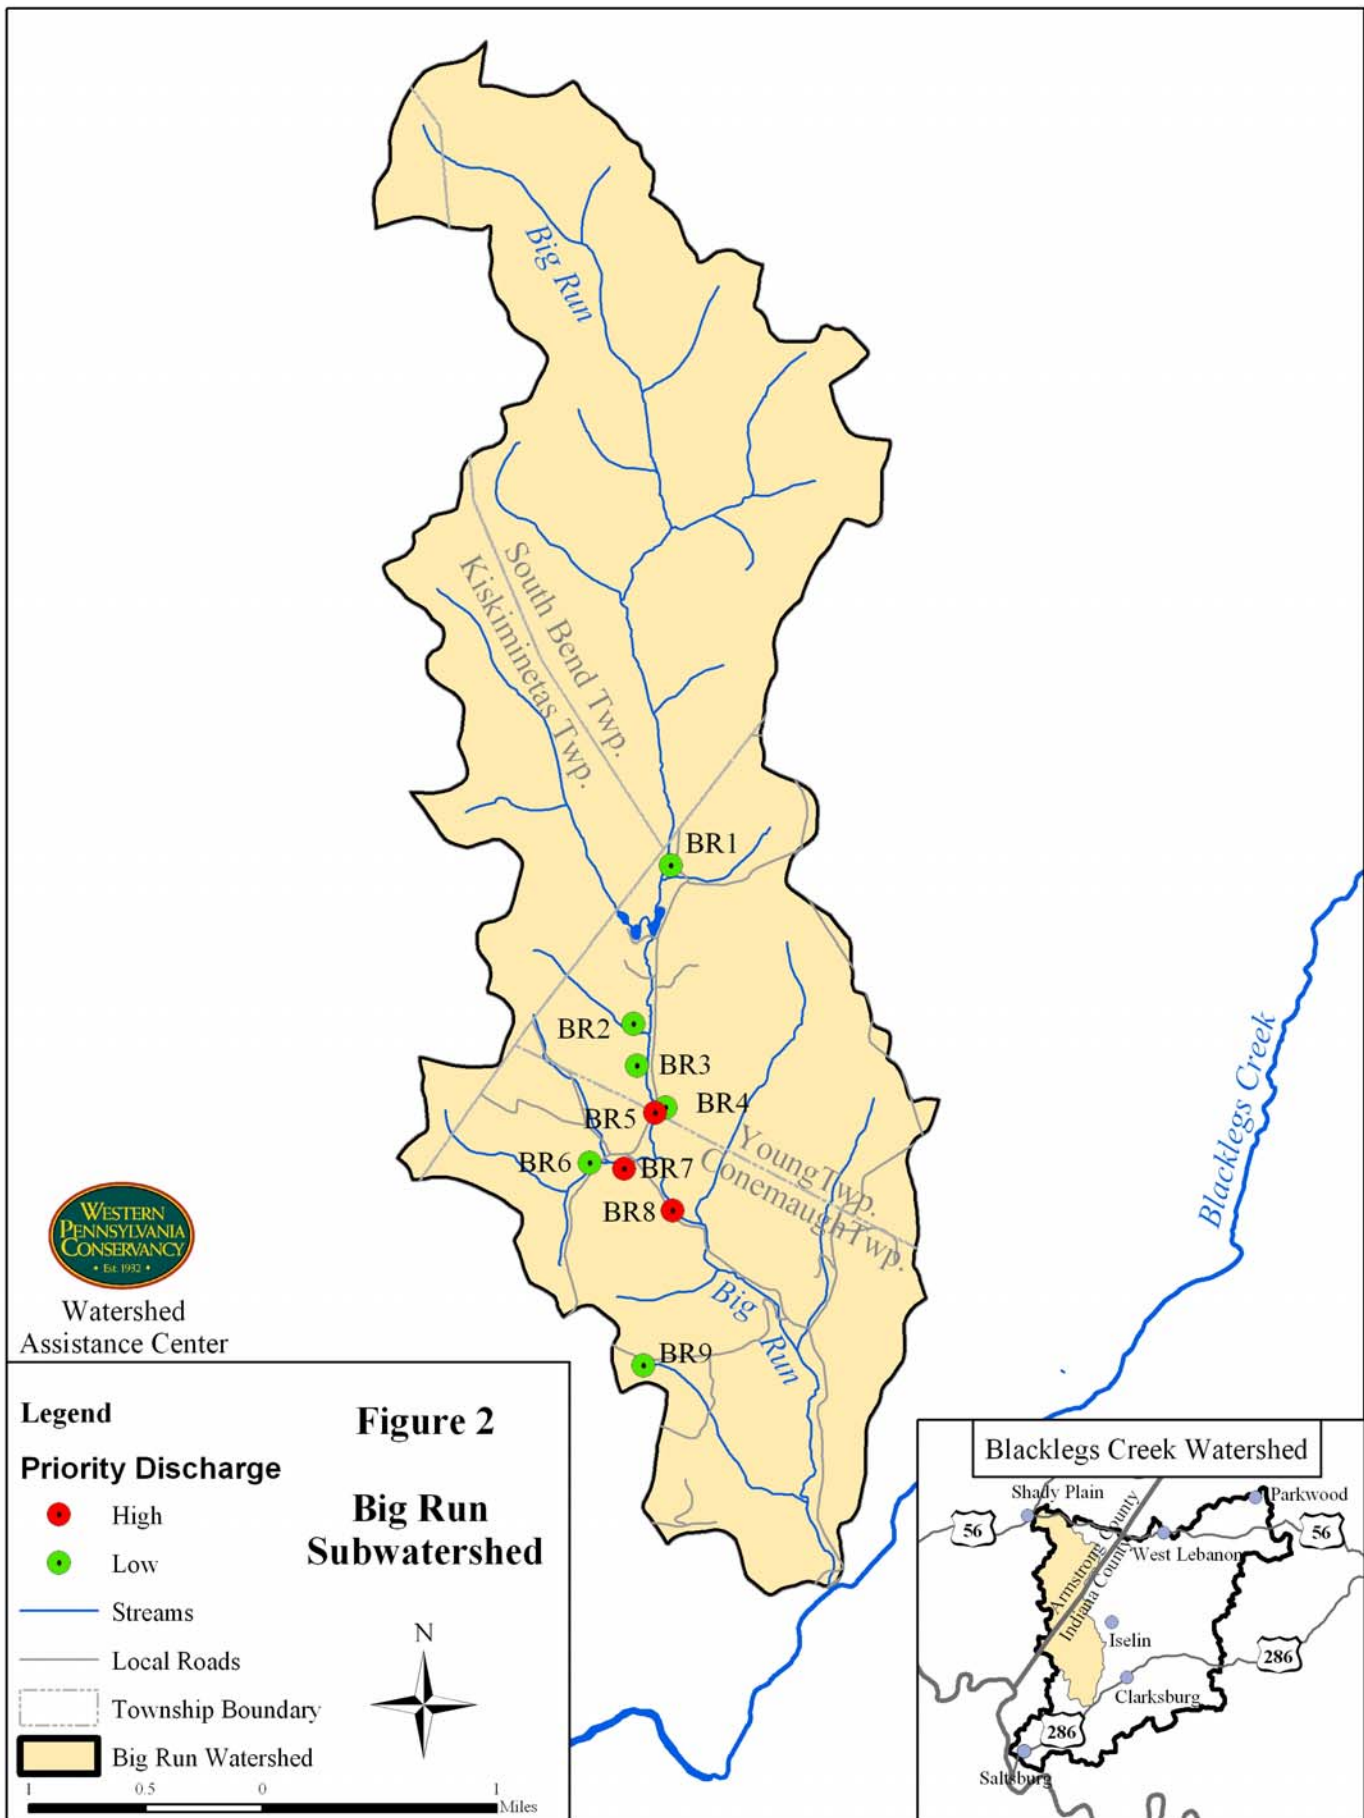 Big Run
South Bend Twp.
Kiskiminetas Twp.
BR1
BR2
BR3
BR4
BR5
Young Twp.
Conemaugh Twp.
BR6
BR7
BR8
Big
Run
BR9
Blacklegs Creek
WESTERN
PENNSYLVANIA
CONSERVANCY
• Est. 1932 •
Watershed
Assistance Center
Legend
Figure 2
Priority Discharge
Big Run
Subwatershed
High
Low
Streams
Local Roads
Township Boundary
Big Run Watershed
N
1 0.5 0 1
Miles
Blacklegs Creek Watershed
Shady Plain
Parkwood
56
56
West Lebanon
Armstrong County
Indiana County
Iselin
286
Clarksburg
286
Saltsburg